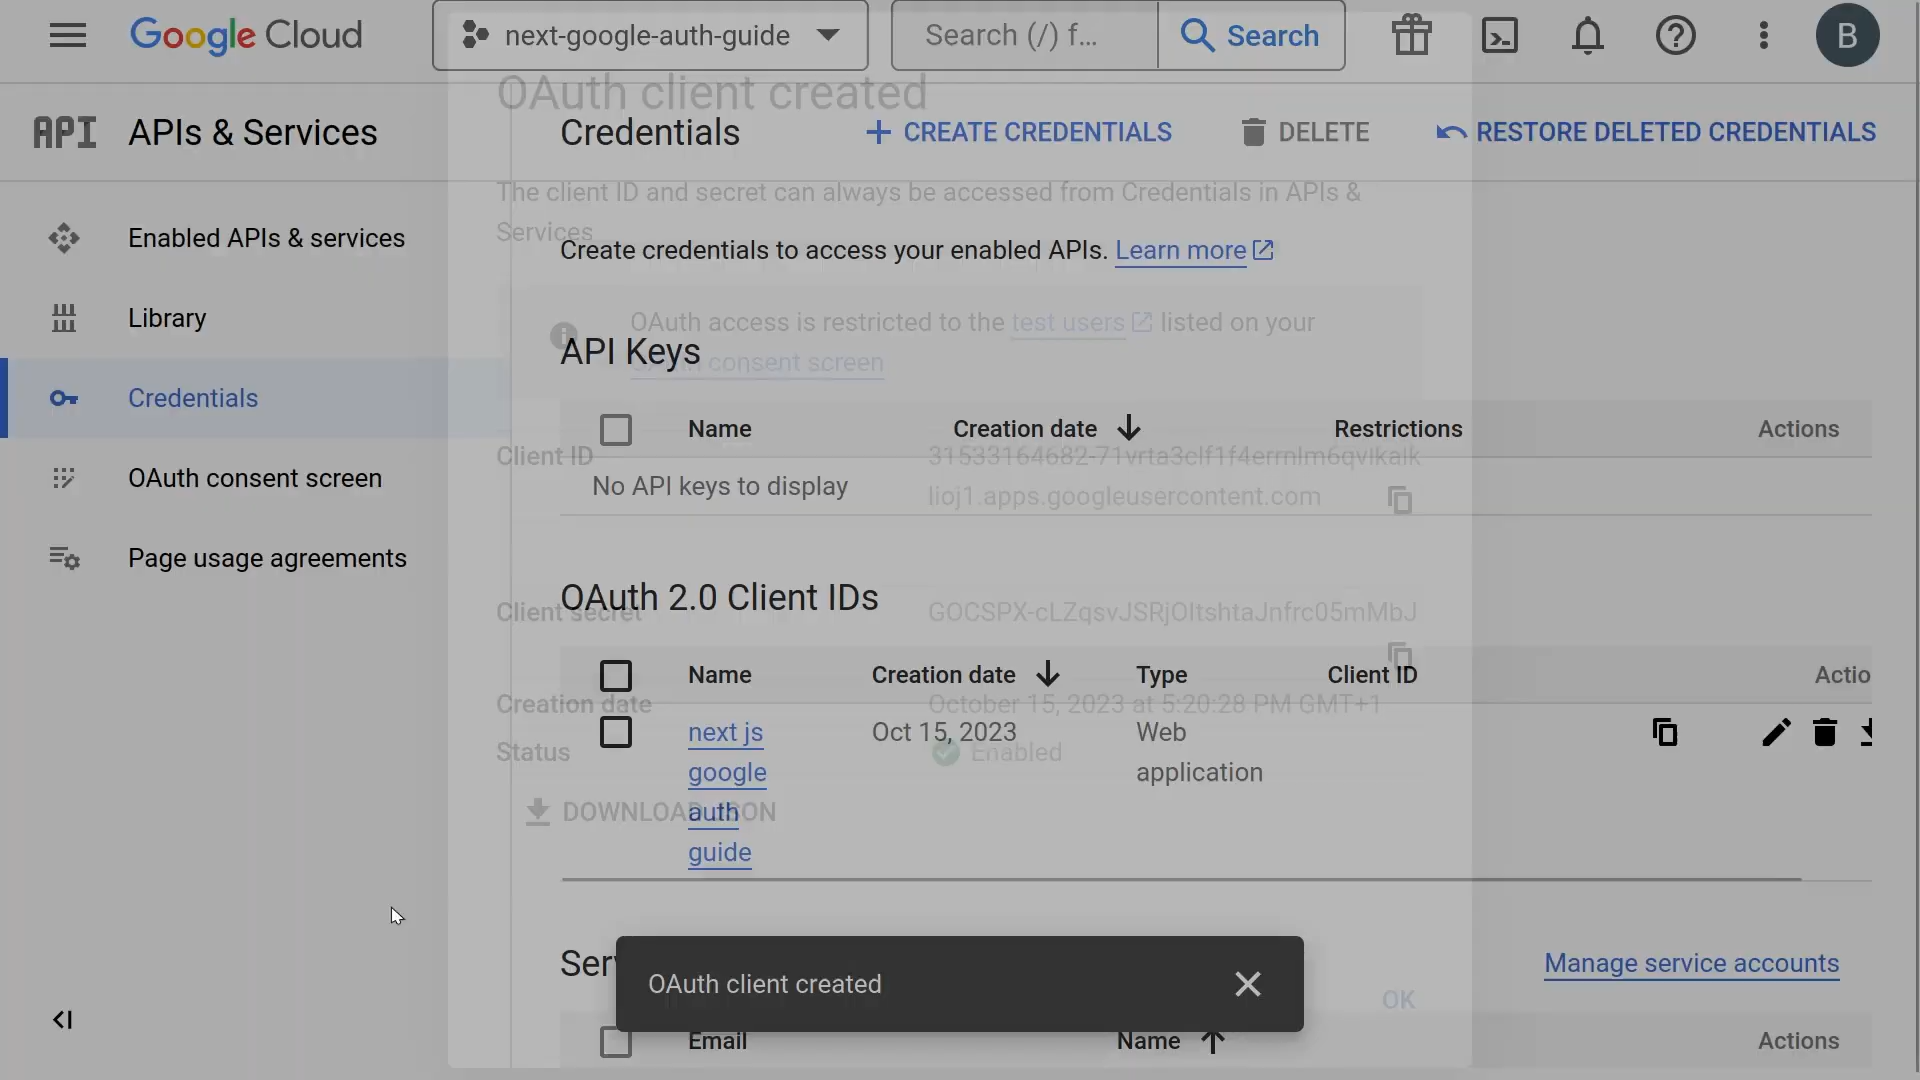 Google Cloud
next-google-auth-guide
Search (/) f...
Search
B
OAuth client created
API APIs & Services
Credentials
CREATE CREDENTIALS
DELETE
RESTORE DELETED CREDENTIALS
The client ID and secret can always be accessed from Credentials in APIs &
Services
Enabled APIs & services
Library
Credentials
OAuth consent screen
Page usage agreements
Create credentials to access your enabled APIs. Learn more
OAuth access is restricted to the test users listed on your
OAuth consent screen
API Keys
Name Creation date Restrictions Actions
No API keys to display
Client ID
lioj1.apps.googleusercontent.com
OAuth 2.0 Client IDs
Client secret
Name Creation date Type Client ID Actio
Creation date October 15, 2023 at 5:20:28 PM GMT+1
next js
google
auth
guide
Oct 15, 2023
Web
application
Status Enabled
DOWNLOAD JSON
Ser
Manage service accounts
OAuth client created
OK
Email Name Actions